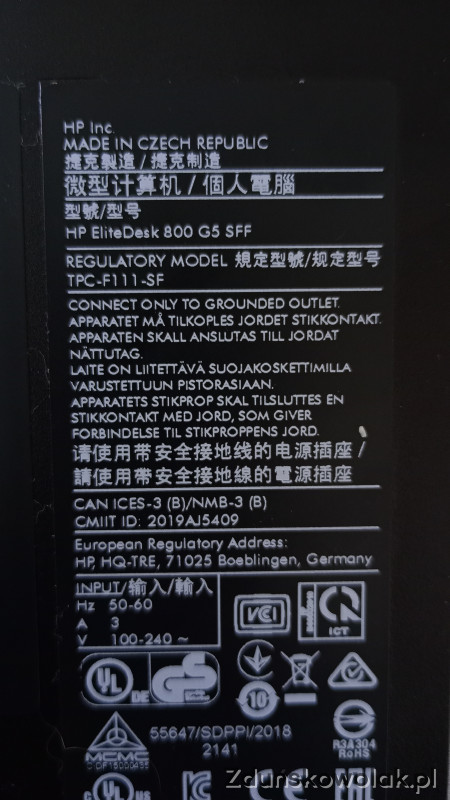 HP Inc.
MADE IN CZECH REPUBLIC
捷克製造 / 捷克制造
微型计算机 / 個人電腦
型號/型号
HP EliteDesk 800 G5 SFF
REGULATORY MODEL 規定型號/规定型号
TPC-F111-SF
CONNECT ONLY TO GROUNDED OUTLET.
APPARATET MÅ TILKOPLES JORDET STIKKONTAKT.
APPARATEN SKALL ANSLUTAS TILL JORDAT
NÄTTUTAG.
LAITE ON LIITETTÄVÄ SUOJAKOSKETTIMILLA
VARUSTETTUUN PISTORASIAAN.
APPARATETS STIKPROP SKAL TILSLUTTES EN
STIKKONTAKT MED JORD, SOM GIVER
FORBINDELSE TIL STIKPROPPENS JORD.
请使用带安全接地线的电源插座 /
請使用帶安全接地線的電源插座
CAN ICES-3 (B)/NMB-3 (B)
CMIIT ID: 2019AJ5409
European Regulatory Address:
HP, HQ-TRE, 71025 Boeblingen, Germany
INPUT/输入/輸入
Hz 50-60
A 3
V 100-240 ~
VCI
ICT
UL DE GS
10
MCMC
55647/SDPPI/2018
2141
R3A304
RoHS
UL
Zdunskowolak.pl